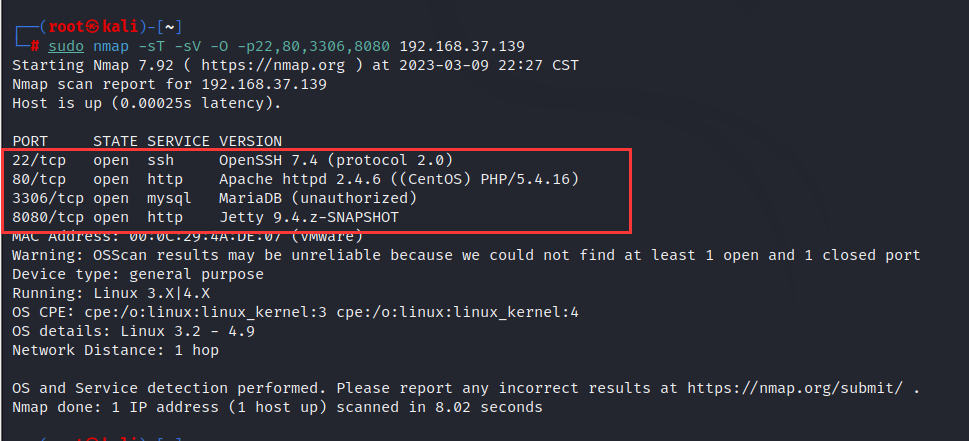 ┌──(root㉿kali)-[~]
└─# sudo nmap -sT -sV -O -p22,80,3306,8080 192.168.37.139
Starting Nmap 7.92 ( https://nmap.org ) at 2023-03-09 22:27 CST
Nmap scan report for 192.168.37.139
Host is up (0.00025s latency).

PORT     STATE SERVICE VERSION
22/tcp   open  ssh     OpenSSH 7.4 (protocol 2.0)
80/tcp   open  http    Apache httpd 2.4.6 ((CentOS) PHP/5.4.16)
3306/tcp open  mysql   MariaDB (unauthorized)
8080/tcp open  http    Jetty 9.4.z-SNAPSHOT
MAC Address: 00:0C:29:4A:DE:07 (VMware)
Warning: OSScan results may be unreliable because we could not find at least 1 open and 1 closed port
Device type: general purpose
Running: Linux 3.X|4.X
OS CPE: cpe:/o:linux:linux_kernel:3 cpe:/o:linux:linux_kernel:4
OS details: Linux 3.2 - 4.9
Network Distance: 1 hop

OS and Service detection performed. Please report any incorrect results at https://nmap.org/submit/ .
Nmap done: 1 IP address (1 host up) scanned in 8.02 seconds

┌──(root㉿kali)-[~]